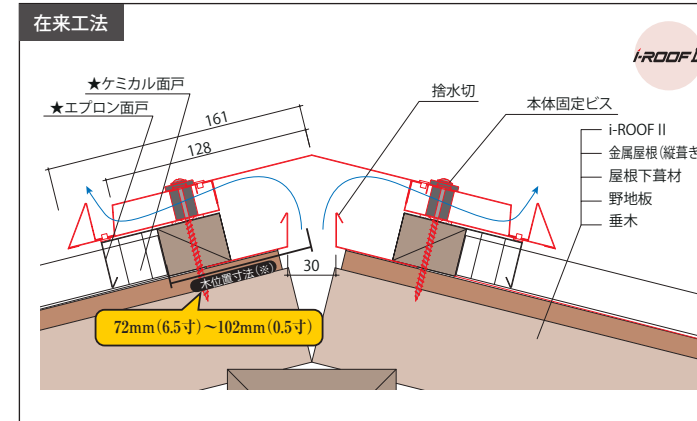 在来工法
i-ROOF
★ケミカル面戸
★エプロン面戸
捨水切
本体固定ビス
161
128
i-ROOF II
金属屋根(縦葺き
屋根下葺材
野地板
垂木
30
木位置寸法(※)
72mm(6.5寸)～102mm(0.5寸)